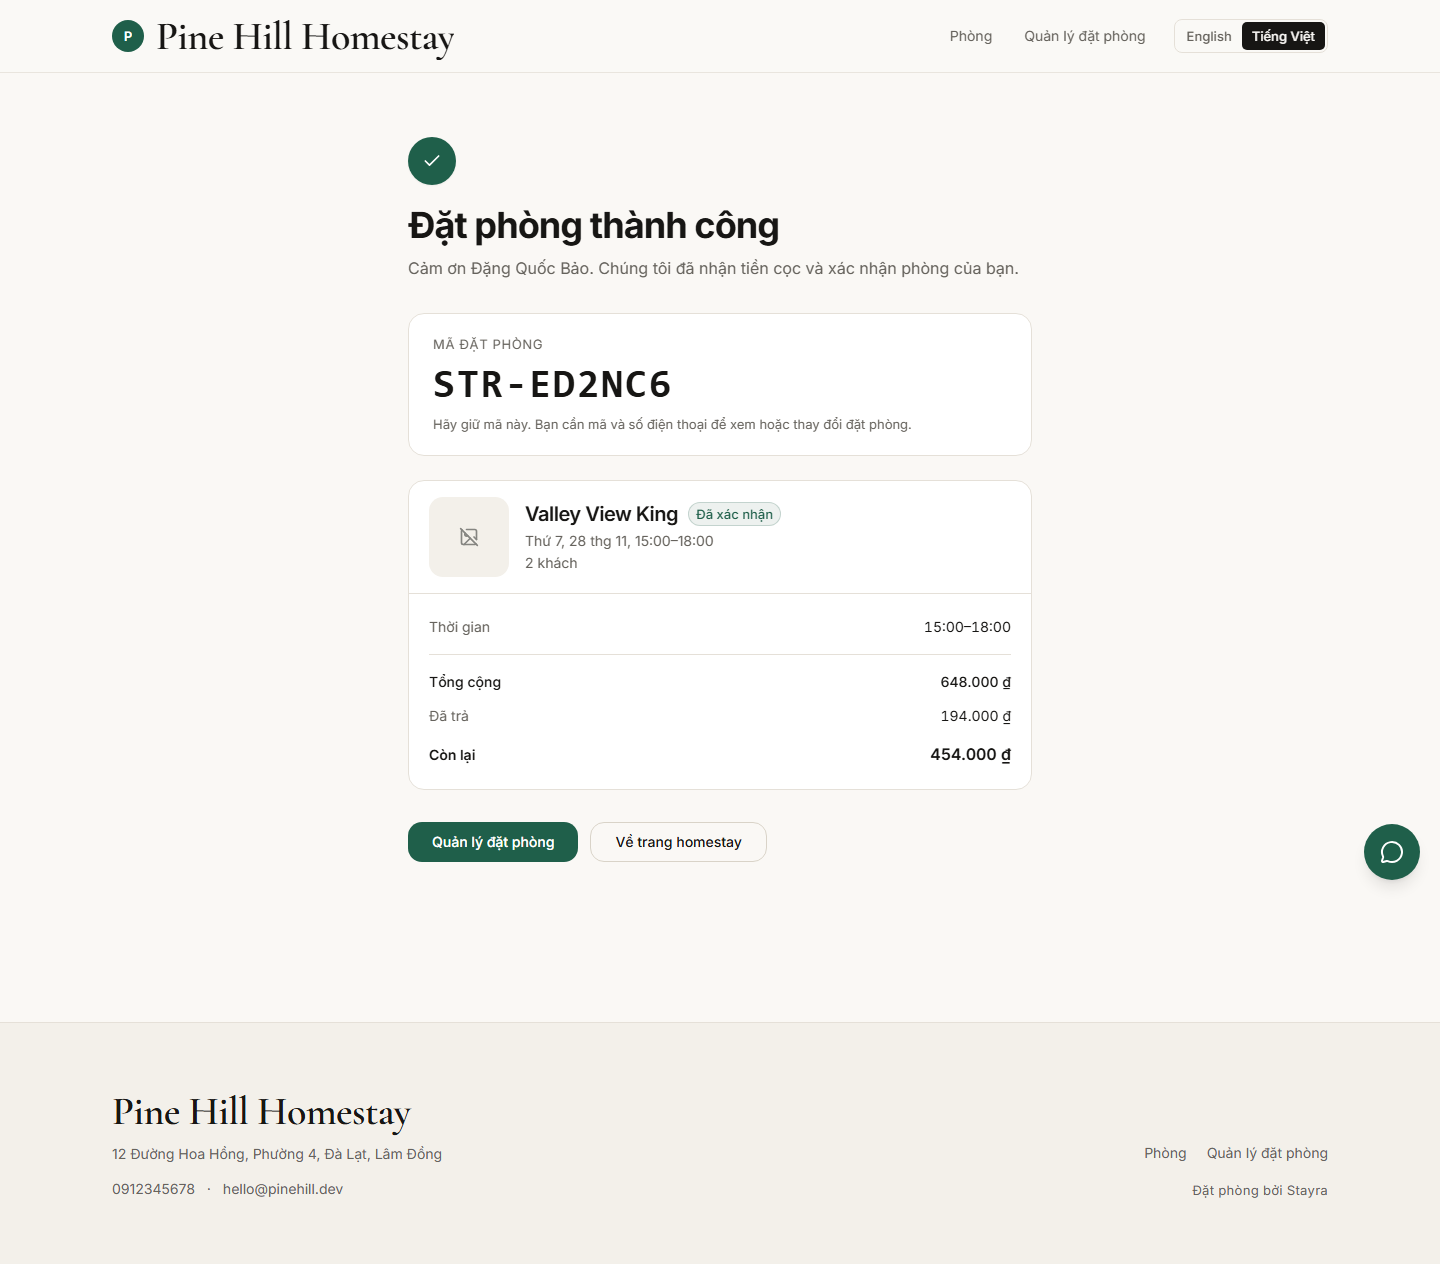 P
Pine Hill Homestay
Phòng
Quản lý đặt phòng
English
Tiếng Việt
Đặt phòng thành công
Cảm ơn Đặng Quốc Bảo. Chúng tôi đã nhận tiền cọc và xác nhận phòng của bạn.
MÃ ĐẶT PHÒNG
STR-ED2NC6
Hãy giữ mã này. Bạn cần mã và số điện thoại để xem hoặc thay đổi đặt phòng.
Valley View King
Đã xác nhận
Thứ 7, 28 thg 11, 15:00–18:00
2 khách
Thời gian 15:00–18:00
Tổng cộng 648.000 ₫
Đã trả 194.000 ₫
Còn lại 454.000 ₫
Quản lý đặt phòng
Về trang homestay
Pine Hill Homestay
12 Đường Hoa Hồng, Phường 4, Đà Lạt, Lâm Đồng
0912345678 · hello@pinehill.dev
Phòng
Quản lý đặt phòng
Đặt phòng bởi Stayra